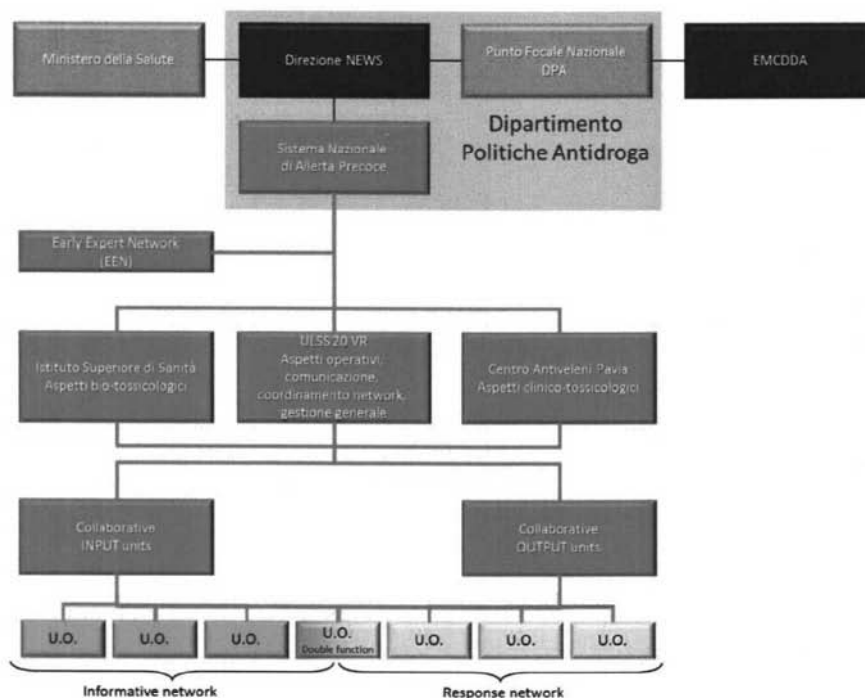 Ministero della Salute
Direzione NEWS
Punto Focale Nazionale
DPA
EMCDDA
Dipartimento
Politiche Antidroga
Sistema Nazionale
di Allerta Precoce
Early Expert Network
(EEN)
Istituto Superiore di Sanità
Aspetti bio-tossicologici
ULSS 20 VR
Aspetti operativi,
comunicazione,
coordinamento network,
gestione generale
Centro Antiveleni Pavia
Aspetti clinico-tossicologici
Collaborative
INPUT units
Collaborative
OUTPUT units
U.O.
U.O.
U.O.
U.O.
Double function
U.O.
U.O.
U.O.
Informative network
Response network